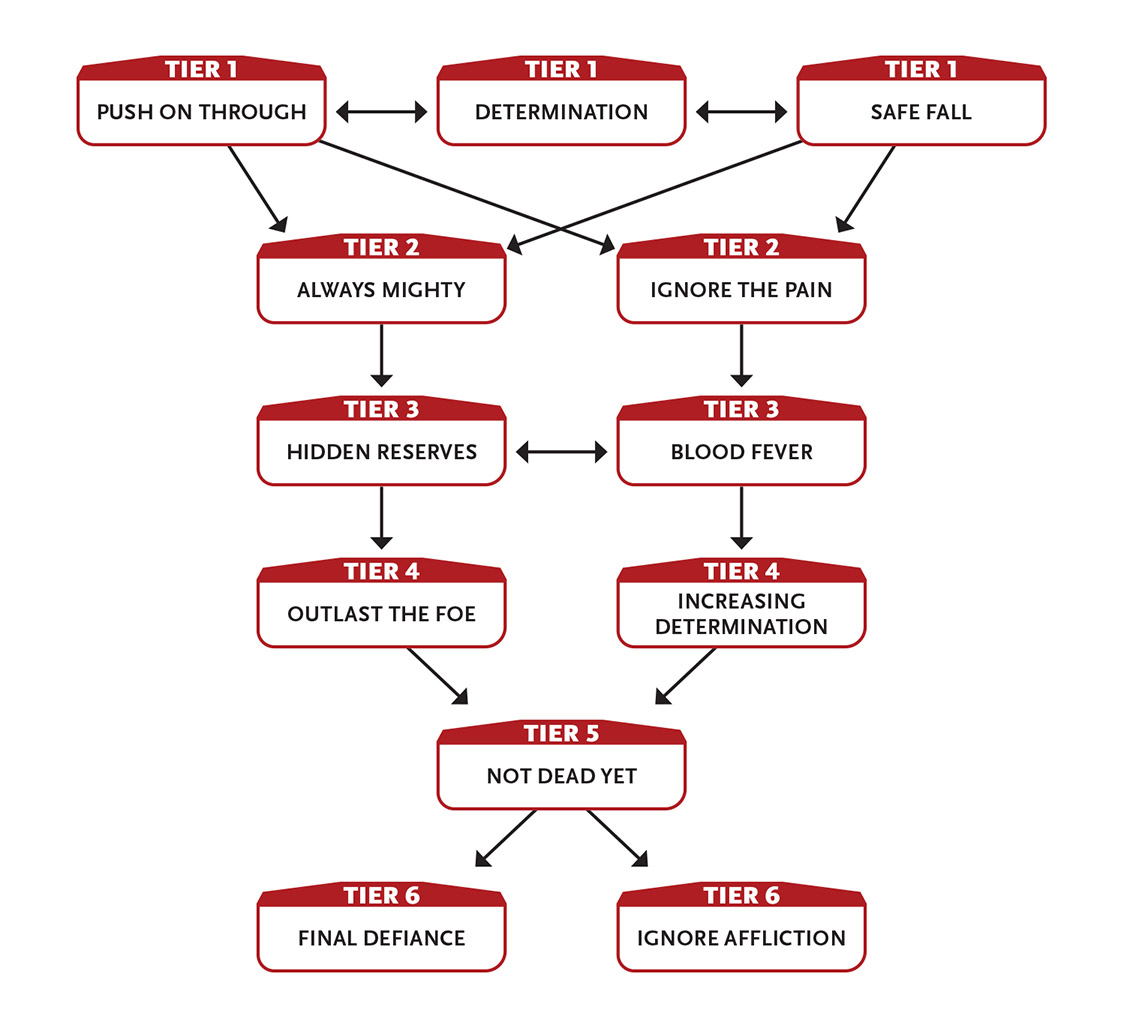 TIER 1
PUSH ON THROUGH
TIER 1
DETERMINATION
TIER 1
SAFE FALL
TIER 2
ALWAYS MIGHTY
TIER 2
IGNORE THE PAIN
TIER 3
HIDDEN RESERVES
TIER 3
BLOOD FEVER
TIER 4
OUTLAST THE FOE
TIER 4
INCREASING
DETERMINATION
TIER 5
NOT DEAD YET
TIER 6
FINAL DEFIANCE
TIER 6
IGNORE AFFLICTION